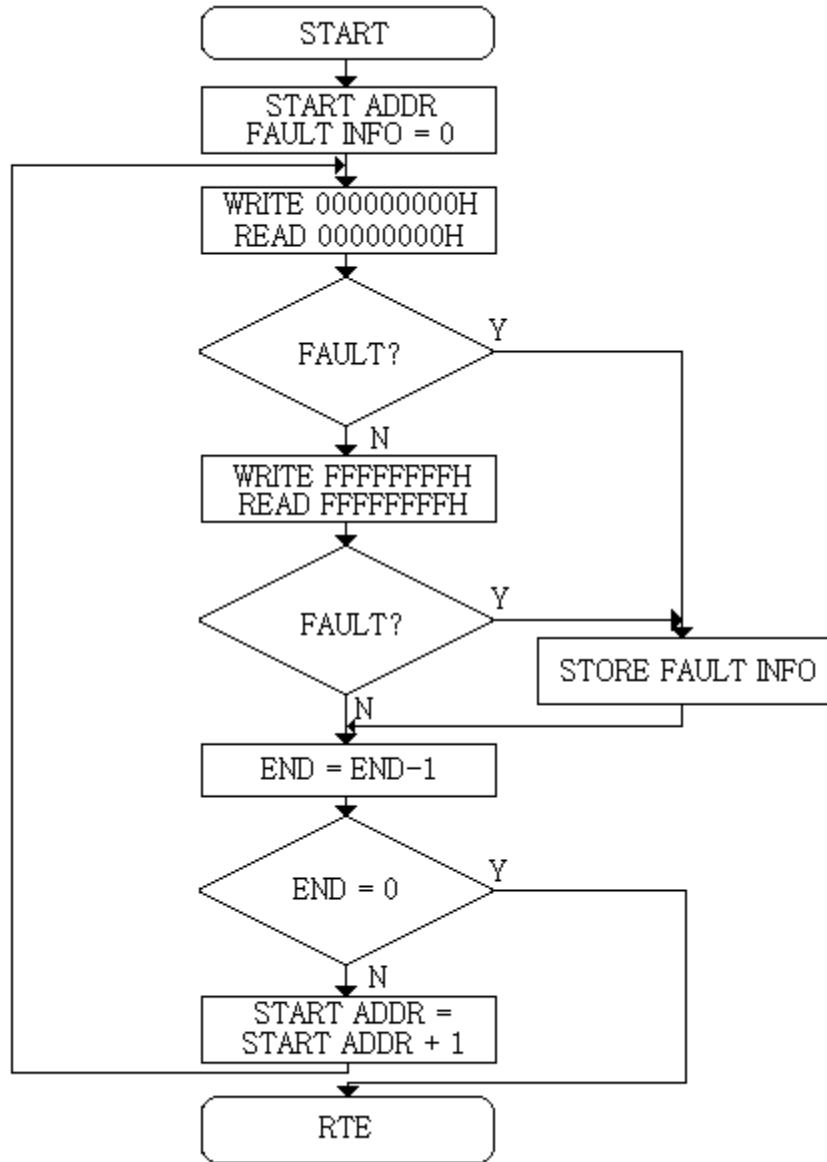 START
START ADDR
FAULT INFO = 0
WRITE 000000000H
READ 00000000H
FAULT?
Y
N
WRITE FFFFFFFFH
READ FFFFFFFFH
FAULT?
Y
STORE FAULT INFO
N
END = END-1
END = 0
Y
N
START ADDR =
START ADDR + 1
RTE